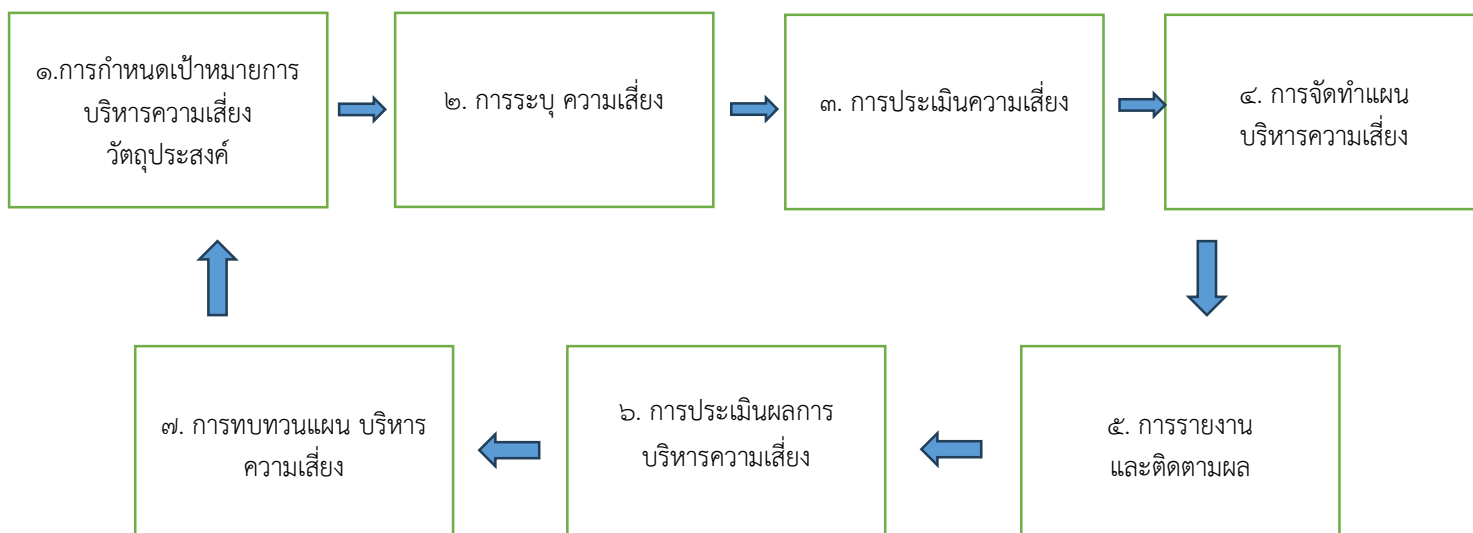 ๑.การกำหนดเป้าหมายการ
บริหารความเสี่ยง
วัตถุประสงค์
๒. การระบุ ความเสี่ยง
๓. การประเมินความเสี่ยง
๔. การจัดทำแผน
บริหารความเสี่ยง
๕. การรายงาน
และติดตามผล
๖. การประเมินผลการ
บริหารความเสี่ยง
๗. การทบทวนแผน บริหาร
ความเสี่ยง